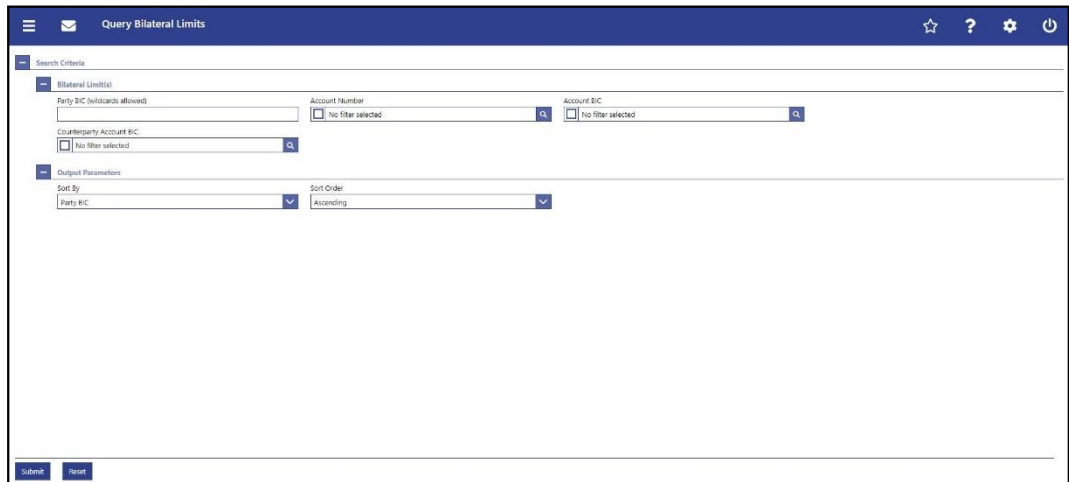 Query Bilateral Limits
?
Search Criteria
Bilateral Limit(s)
Party BIC (wildcards allowed) Account Number Account BIC
No filter selected No filter selected
Counterparty Account BIC
No filter selected
Output Parameters
Sort By Sort Order
Party BIC Ascending
Submit Reset